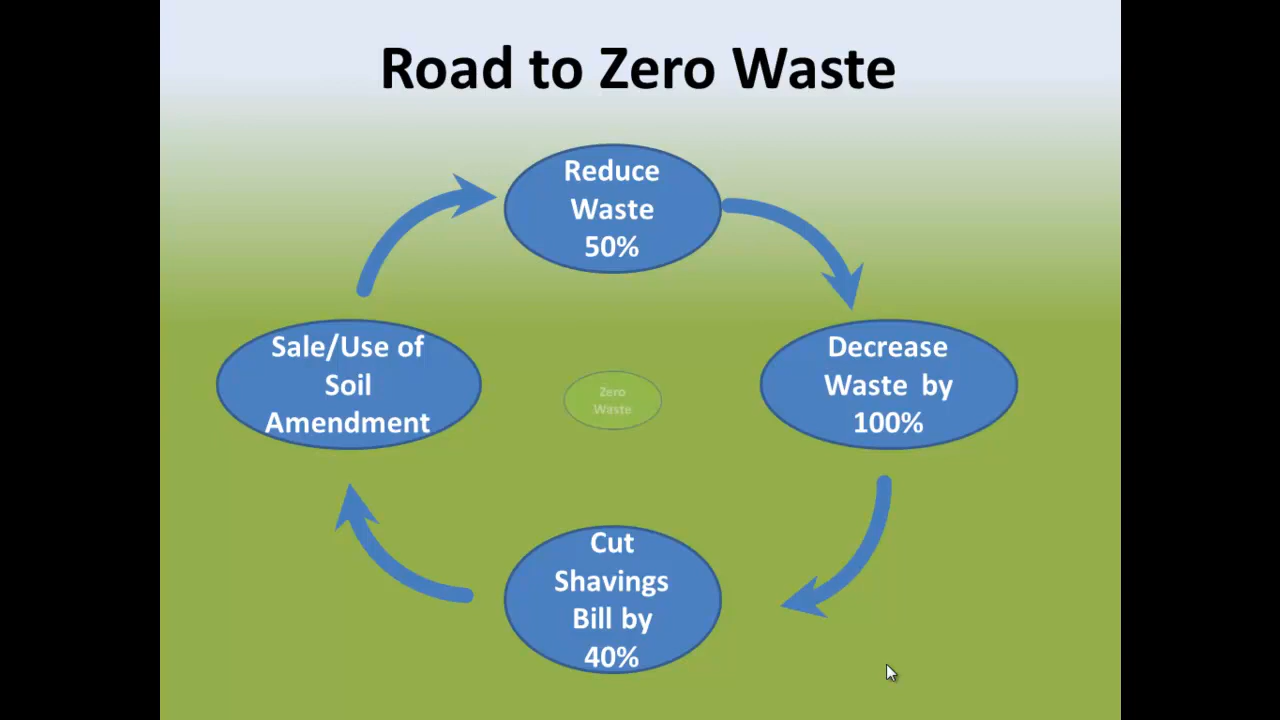 Road to Zero Waste
Reduce
Waste
50%
Sale/Use of
Soil
Amendment
Zero
Waste
Decrease
Waste by
100%
Cut
Shavings
Bill by
40%